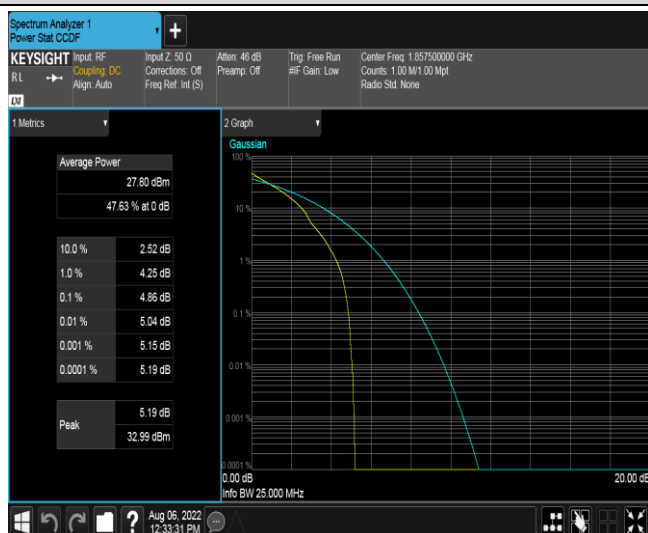 Spectrum Analyzer 1
Power Stat CCDF
+
KEYSIGHT
RL
LXI
Input: RF
Coupling: DC
Align: Auto
Input Z: 50 Ω
Corrections: Off
Freq Ref: Int (S)
Atten: 46 dB
Preamp: Off
Trig: Free Run
#IF Gain: Low
Center Freq: 1.857500000 GHz
Counts: 1.00 M/1.00 Mpt
Radio Std: None
1 Metrics
Average Power
27.80 dBm
47.63 % at 0 dB
10.0 % 2.52 dB
1.0 % 4.25 dB
0.1 % 4.86 dB
0.01 % 5.04 dB
0.001 % 5.15 dB
0.0001 % 5.19 dB
Peak
5.19 dB
32.99 dBm
2 Graph
Gaussian
100 %
10 %
1 %
0.1 %
0.01 %
0.001 %
0.0001 %
0.00 dB 20.00 dB
Info BW 25.000 MHz
?
Aug 06, 2022
12:33:31 PM